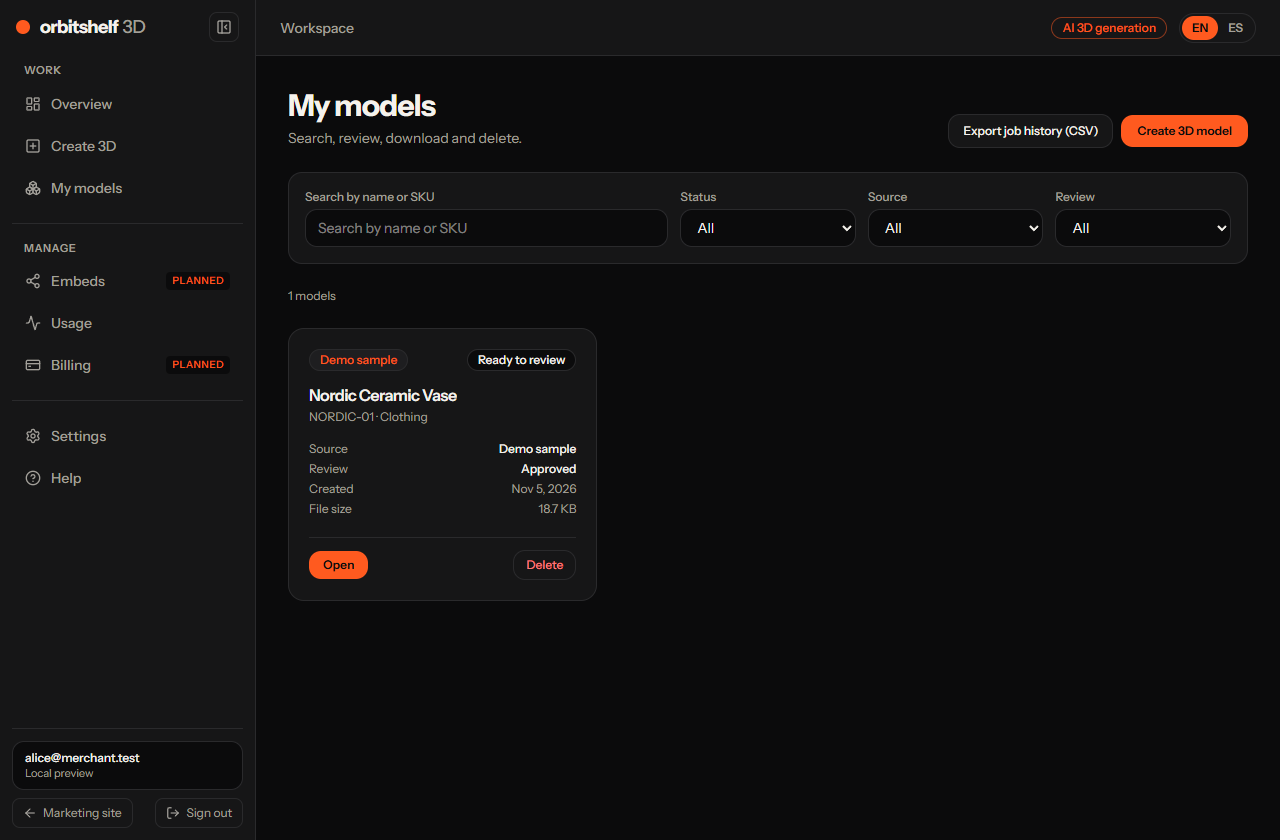 orbitshelf 3D
WORK
Overview
Create 3D
My models
MANAGE
Embeds PLANNED
Usage
Billing PLANNED
Settings
Help
alice@merchant.test
Local preview
Marketing site
Sign out
Workspace
AI 3D generation
EN ES
My models
Search, review, download and delete.
Export job history (CSV)
Create 3D model
Search by name or SKU
Search by name or SKU
Status
All
Source
All
Review
All
1 models
Demo sample
Ready to review
Nordic Ceramic Vase
NORDIC-01 · Clothing
Source Demo sample
Review Approved
Created Nov 5, 2026
File size 18.7 KB
Open
Delete